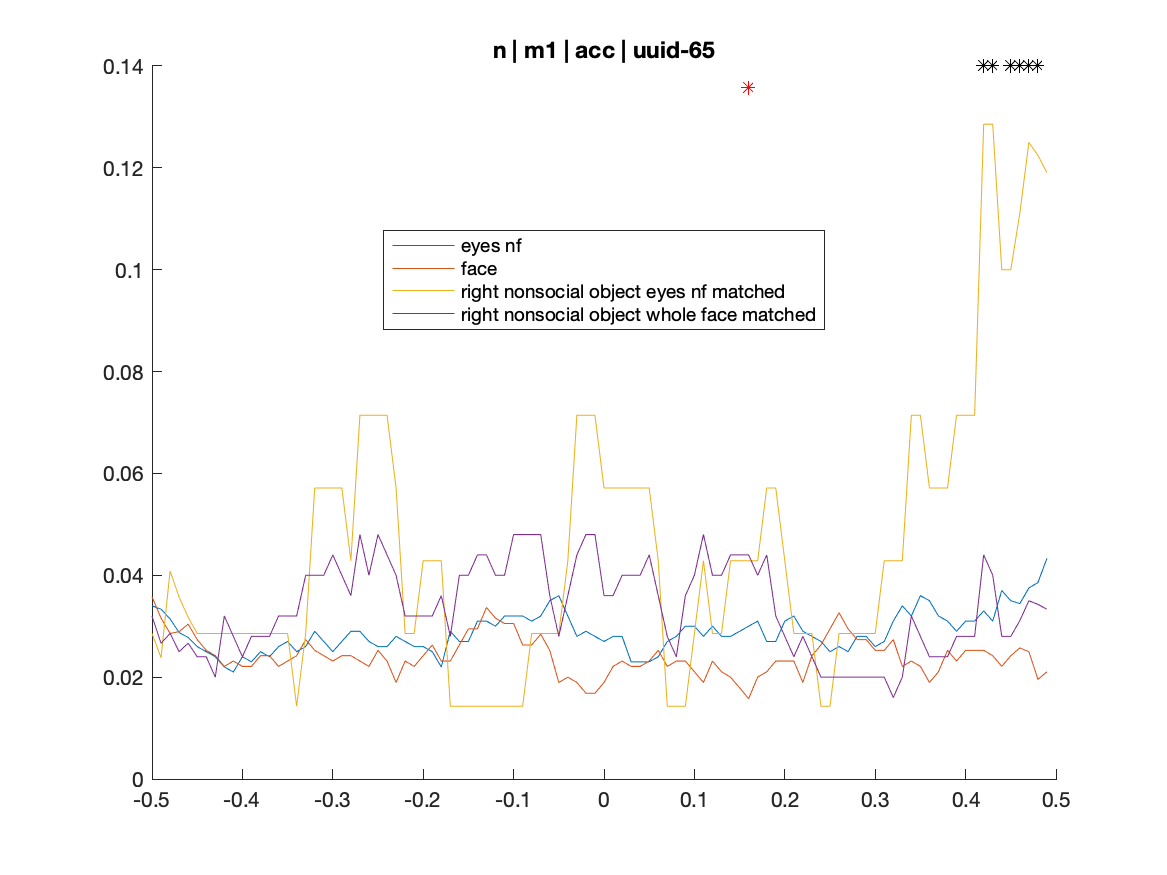 n | m1 | acc | uuid-65
0.14
0.12
0.1
0.08
0.06
0.04
0.02
0
eyes nf
face
right nonsocial object eyes nf matched
right nonsocial object whole face matched
-0.5 -0.4 -0.3 -0.2 -0.1 0 0.1 0.2 0.3 0.4 0.5